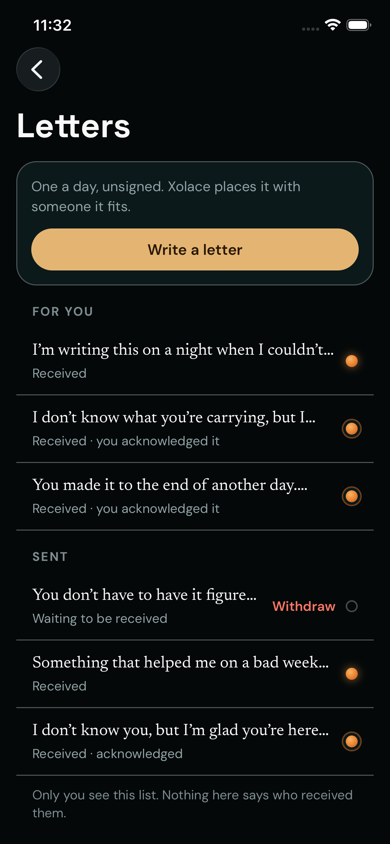 11:32
Letters
One a day, unsigned. Xolace places it with
someone it fits.
Write a letter
FOR YOU
I’m writing this on a night when I couldn’t…
Received
I don’t know what you’re carrying, but I…
Received · you acknowledged it
You made it to the end of another day.…
Received · you acknowledged it
SENT
You don’t have to have it figure…
Withdraw
Waiting to be received
Something that helped me on a bad week…
Received
I don’t know you, but I’m glad you’re here…
Received · acknowledged
Only you see this list. Nothing here says who received
them.